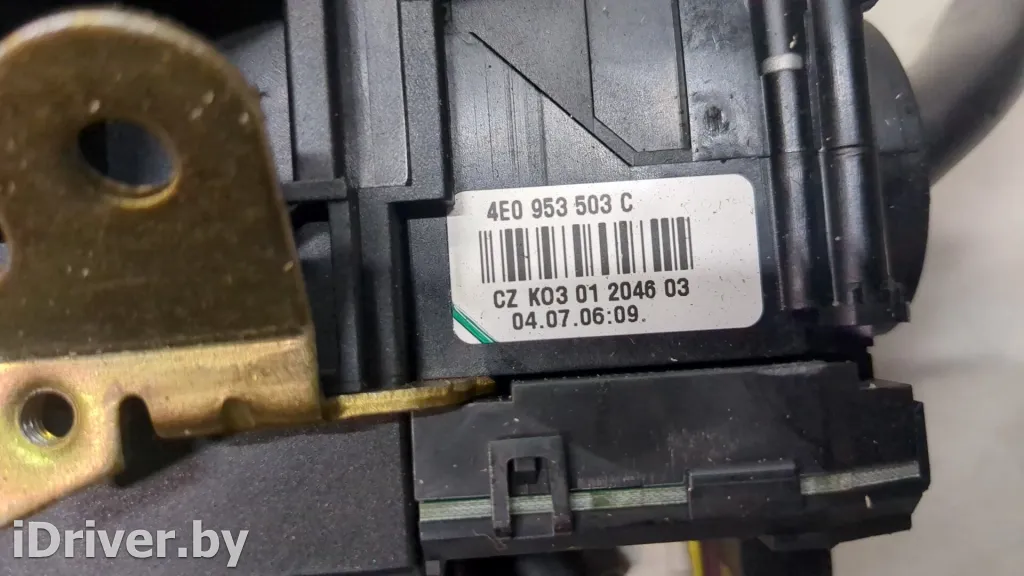 4E0 953 503 C
CZ K03 01 2046 03
04.07.06:09.
iDriver.by